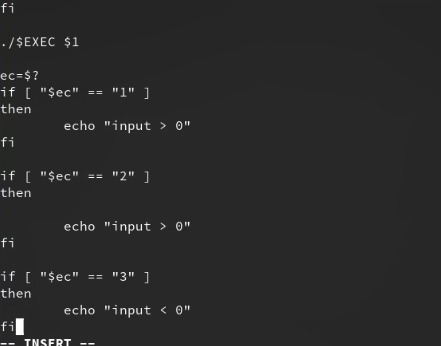 fi
./$EXEC $1
ec=$?
if [ "$ec" == "1" ]
then
echo "input > 0"
fi
if [ "$ec" == "2" ]
then
echo "input > 0"
fi
if [ "$ec" == "3" ]
then
echo "input < 0"
fi
-- INSERT --